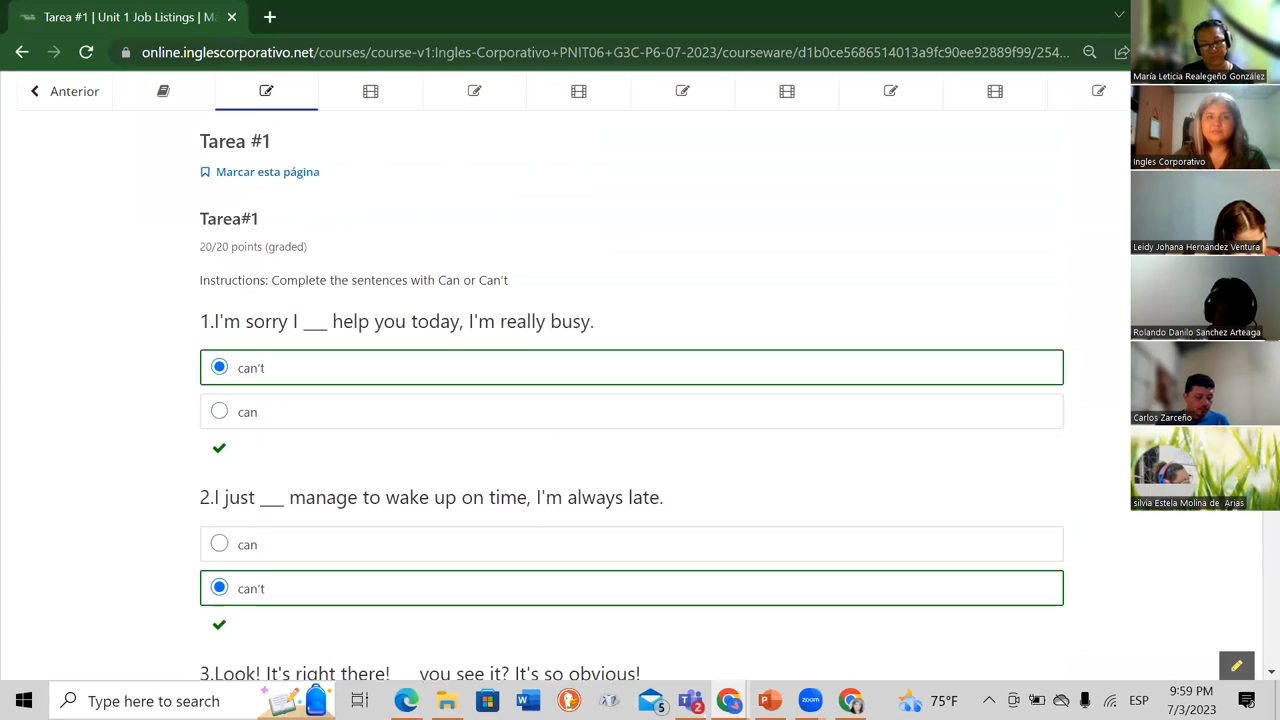 Tarea #1 | Unit 1 Job Listings | Ma
online.inglescorporativo.net/courses/course-v1:Ingles-Corporativo+PNIT06+G3C-P6-07-2023/courseware/d1b0ce5686514013a9fc90ee92889f99/254...
Anterior
Tarea #1
Marcar esta página
Tarea#1
20/20 points (graded)
Instructions: Complete the sentences with Can or Can't
1.I'm sorry I ___ help you today, I'm really busy.
can't
can
2.I just ___ manage to wake up on time, I'm always late.
can
can't
3.Look! It's right there! ___ you see it? It's so obvious!
María Leticia Realegeño González
Ingles Corporativo
Leidy Johana Hernández Ventura
Rolando Danilo Sanchez Arteaga
Carlos Zarceño
silvia Estela Molina de Arias
Type here to search
5
2
75°F
ESP
9:59 PM
7/3/2023